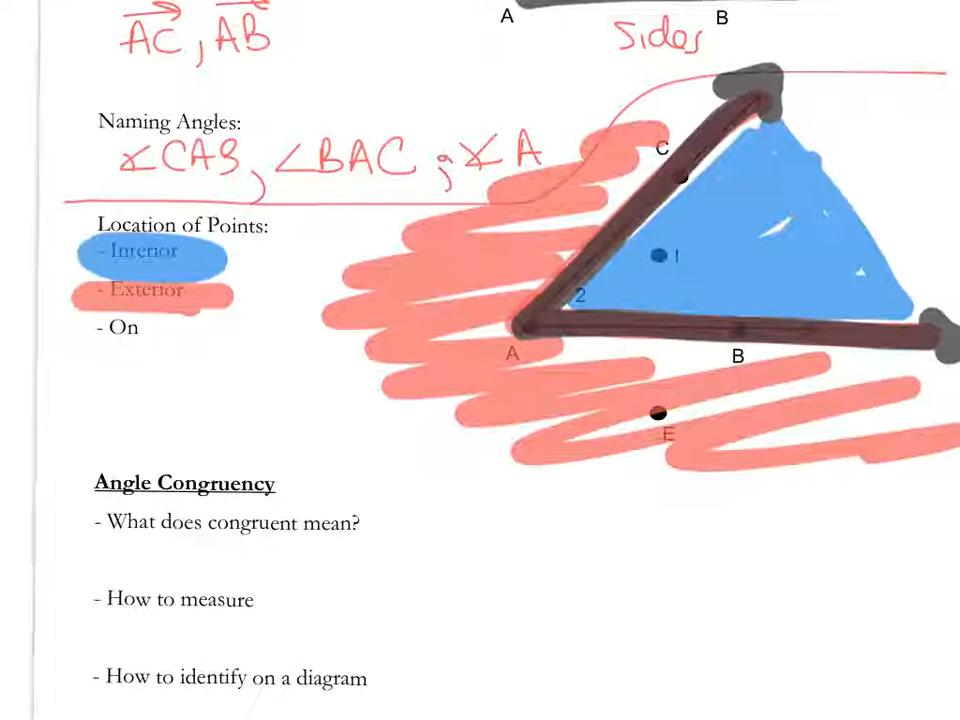 A B
AC, AB
Sides
Naming Angles:
∡CAB, ∠BAC, ∡A
C
Location of Points:
- Interior
1
- Exterior
2
- On
A
B
E
Angle Congruency
- What does congruent mean?
- How to measure
- How to identify on a diagram